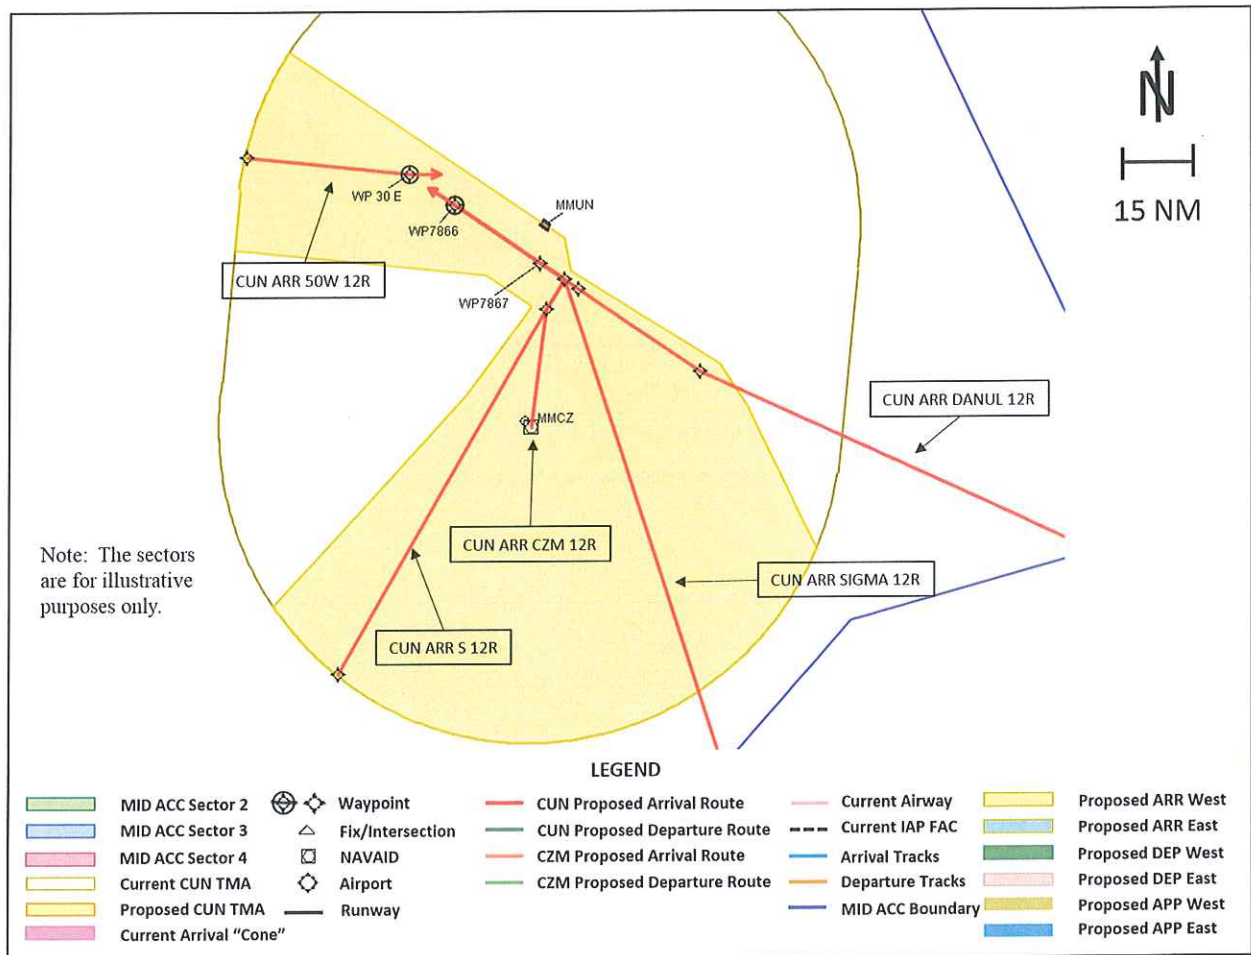 N
15 NM
MMUN
WP 30 E
WP7866
CUN ARR 50W 12R
WP7867
CUN ARR DANUL 12R
MMCZ
CUN ARR CZM 12R
CUN ARR SIGMA 12R
Note: The sectors
are for illustrative
purposes only.
CUN ARR S 12R
LEGEND
MID ACC Sector 2
MID ACC Sector 3
MID ACC Sector 4
Current CUN TMA
Proposed CUN TMA
Current Arrival "Cone"
Waypoint
Fix/Intersection
NAVAID
Airport
Runway
CUN Proposed Arrival Route
CUN Proposed Departure Route
CZM Proposed Arrival Route
CZM Proposed Departure Route
Current Airway
Current IAP FAC
Arrival Tracks
Departure Tracks
MID ACC Boundary
Proposed ARR West
Proposed ARR East
Proposed DEP West
Proposed DEP East
Proposed APP West
Proposed APP East